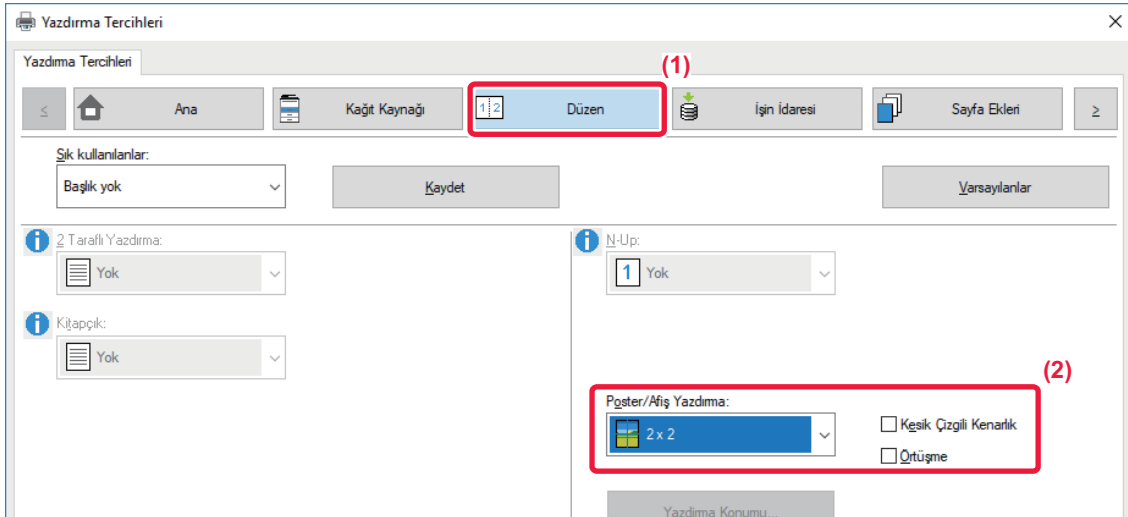 Yazdırma Tercihleri
Yazdırma Tercihleri
(1)
≤
Ana
Kağıt Kaynağı
1 2
Düzen
İşin İdaresi
Sayfa Ekleri
≥
Sık kullanılanlar:
Başlık yok
Kaydet
Varsayılanlar
2 Taraflı Yazdırma:
Yok
N-Up:
1 Yok
Kitapçık:
Yok
(2)
Poster/Afiş Yazdırma:
2 x 2
Kesik Çizgili Kenarlık
Örtüşme
Yazdırma Konumu...